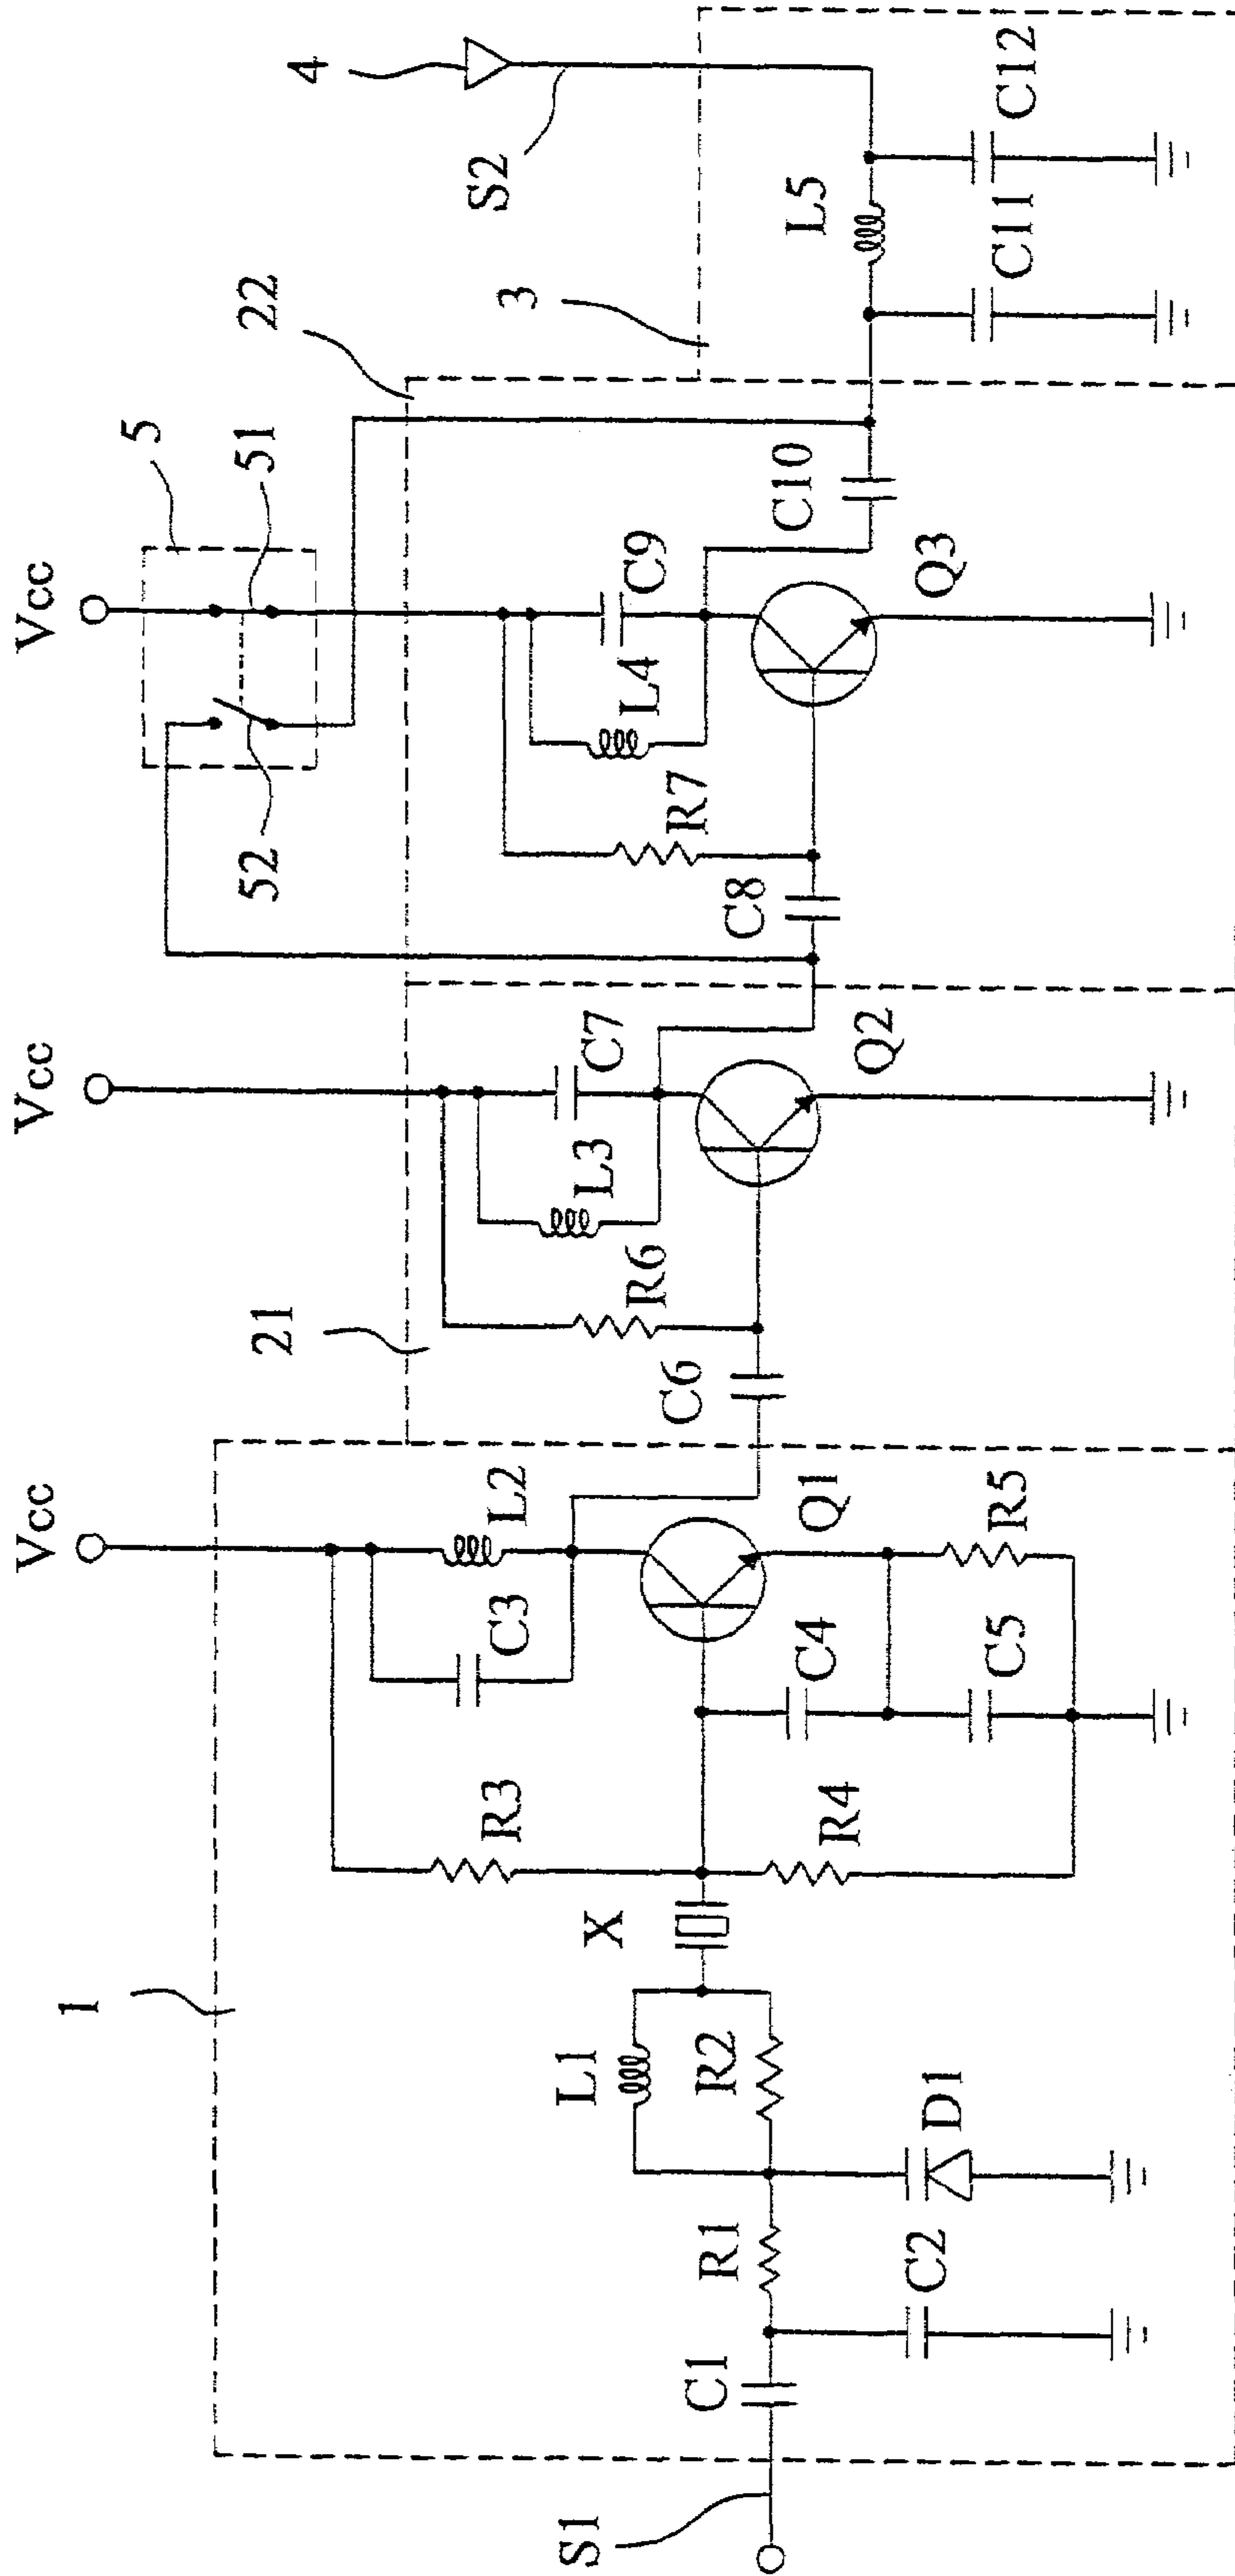 Vcc
Vcc
Vcc
4
S2
5
51
52
22
3
L5
C12
C11
1
21
C3
L2
R3
R6
L3
C7
R7
L4
C9
C8
C10
C6
Q1
Q2
Q3
X
L1
R2
R1
C1
S1
C2
D1
R4
C4
C5
R5